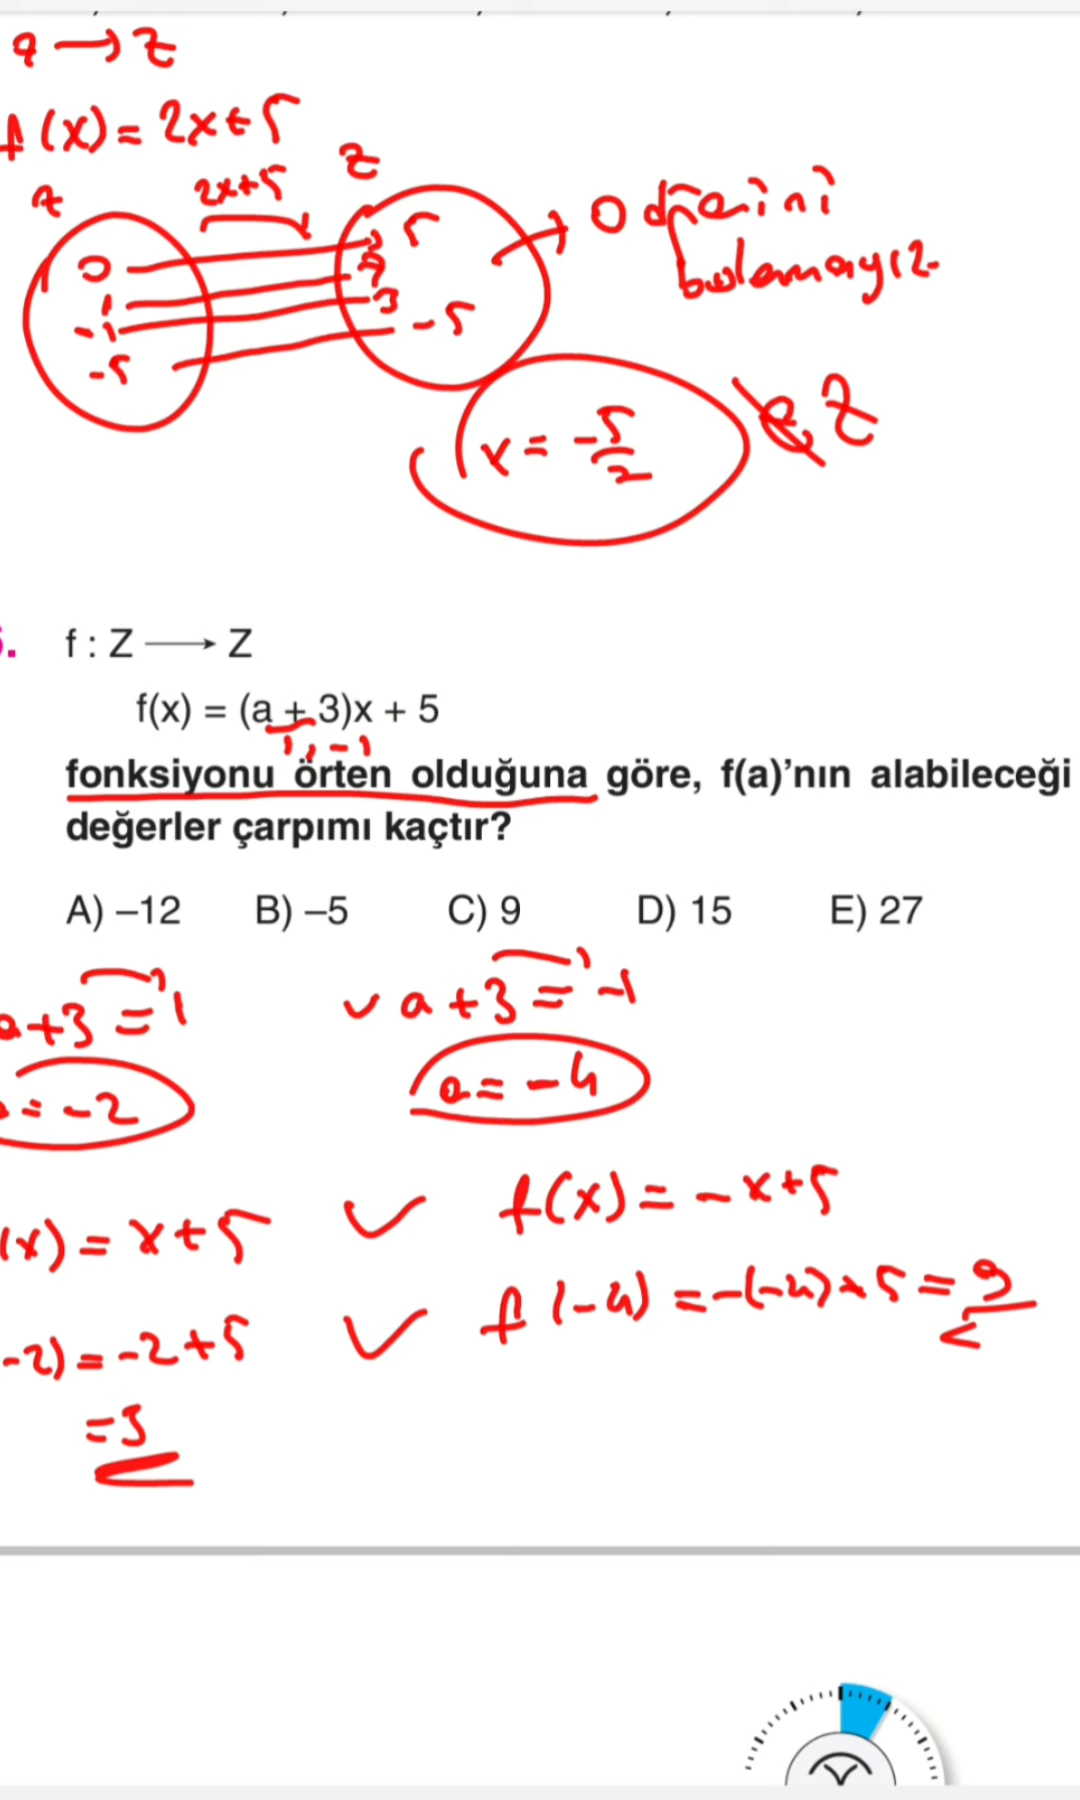 a → Z
f(x) = 2x+5
Z 2x+5 Z
0 5
1 7
-1 3
-5 -5
0 değerini
bulamayız.
x = -5/2 ∉ Z
f : Z → Z
f(x) = (a + 3)x + 5
1, -1
fonksiyonu örten olduğuna göre, f(a)’nın alabileceği
değerler çarpımı kaçtır?
A) –12 B) –5 C) 9 D) 15 E) 27
a+3 = 1 a+3 = -1
= -2 a = -4
(x) = x+5 f(x) = -x+5
-2) = -2+5 f(-4) = -(-4)+5 = 9
=3